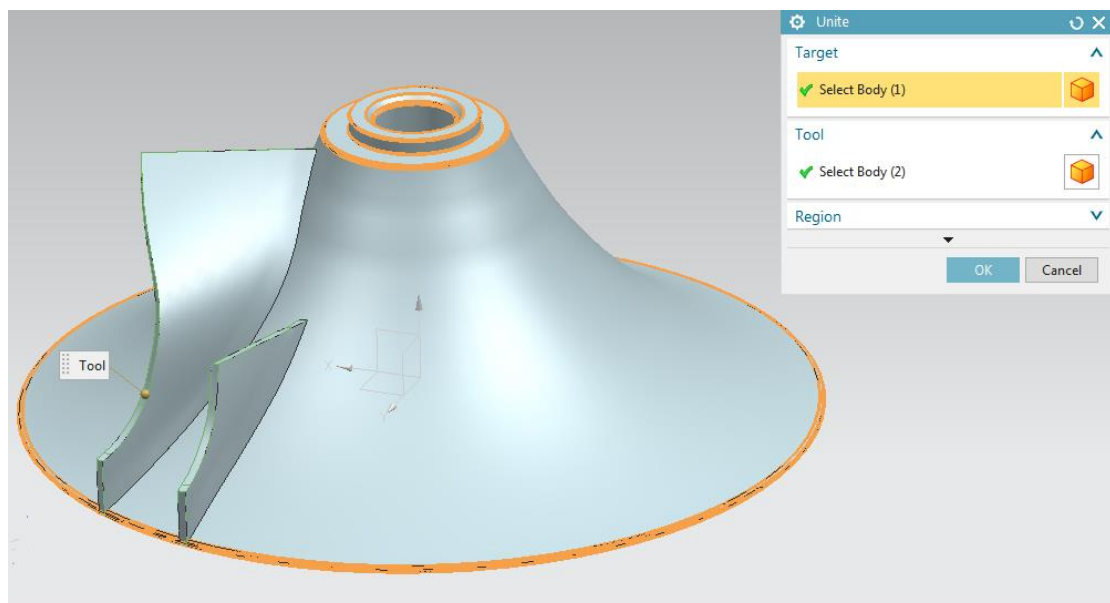 Unite
Target
Select Body (1)
Tool
Select Body (2)
Region
OK
Cancel
Tool
X
Y